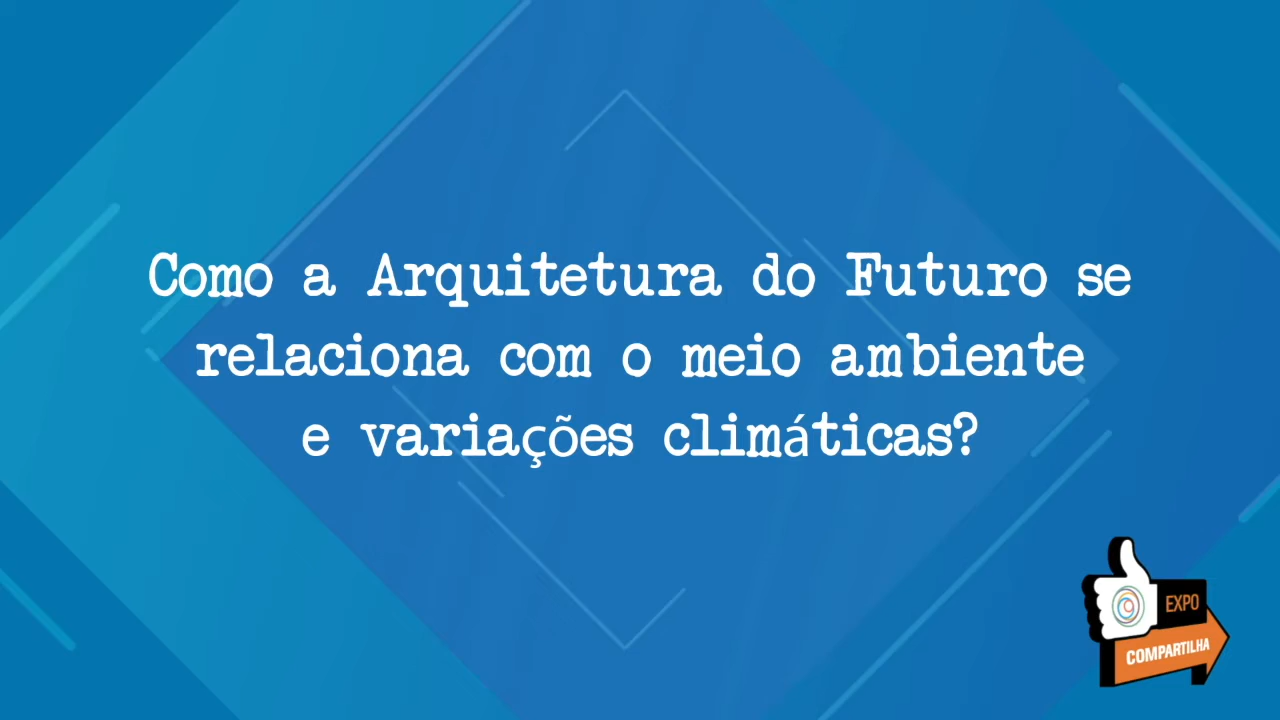 Como a Arquitetura do Futuro se
relaciona com o meio ambiente
e variações climáticas?
EXPO
COMPARTILHA